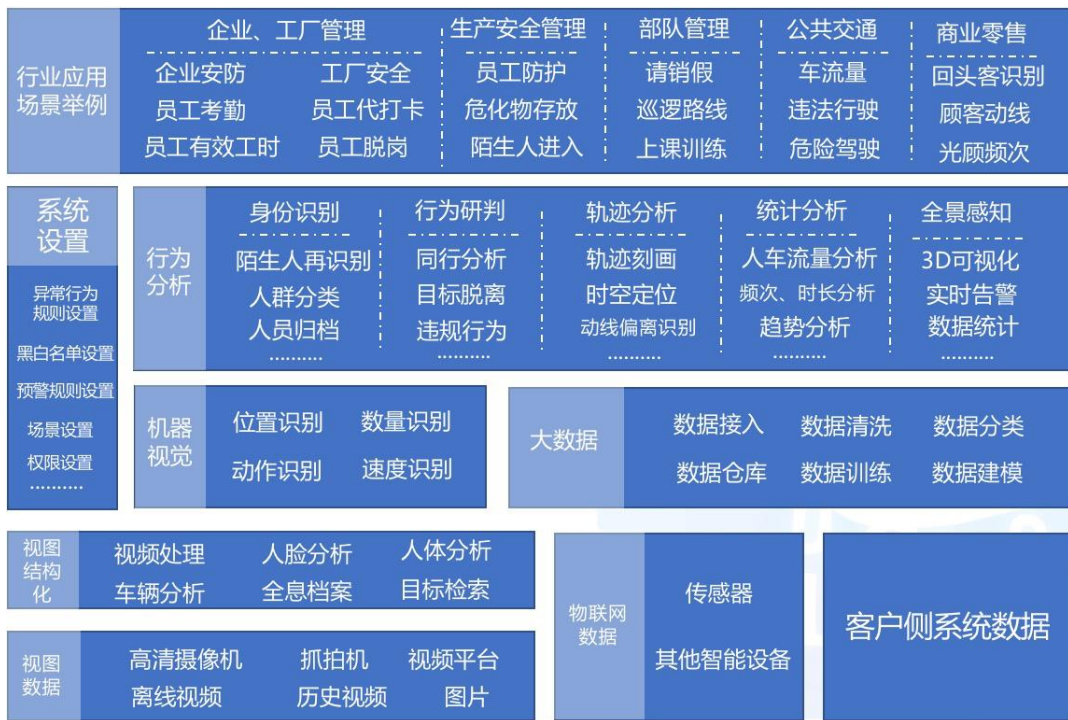 行业应用
场景举例
企业、工厂管理
企业安防
工厂安全
员工考勤
员工代打卡
员工有效工时
员工脱岗
生产安全管理
员工防护
危化物存放
陌生人进入
部队管理
请销假
巡逻路线
上课训练
公共交通
车流量
违法行驶
危险驾驶
商业零售
回头客识别
顾客动线
光顾频次
系统
设置
异常行为
规则设置
黑白名单设置
预警规则设置
场景设置
权限设置
..........
行为
分析
身份识别
陌生人再识别
人群分类
人员归档
..........
行为研判
同行分析
目标脱离
违规行为
..........
轨迹分析
轨迹刻画
时空定位
动线偏离识别
..........
统计分析
人车流量分析
频次、时长分析
趋势分析
..........
全景感知
3D可视化
实时告警
数据统计
..........
机器
视觉
位置识别
数量识别
动作识别
速度识别
大数据
数据接入
数据清洗
数据分类
数据仓库
数据训练
数据建模
视图
结构
化
视频处理
人脸分析
人体分析
车辆分析
全息档案
目标检索
视图
数据
高清摄像机
抓拍机
视频平台
离线视频
历史视频
图片
物联网
数据
传感器
其他智能设备
客户侧系统数据